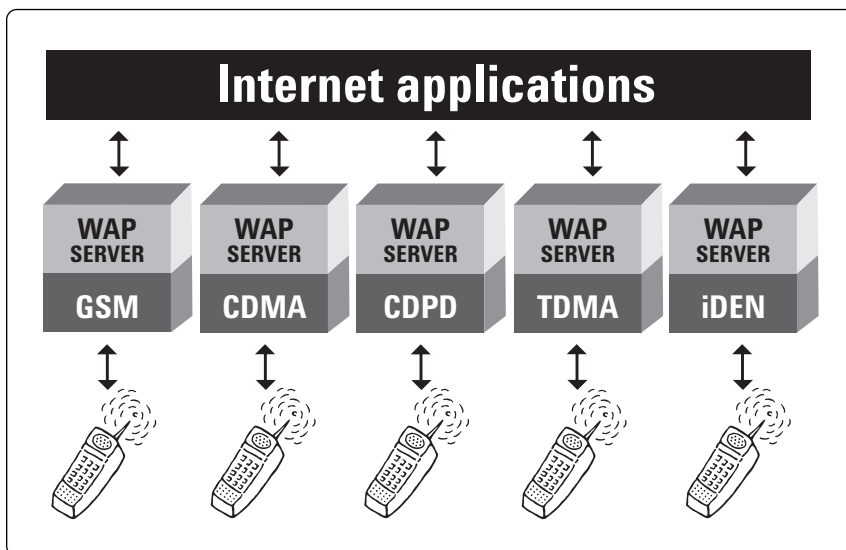 Internet applications
WAP
SERVER
GSM
WAP
SERVER
CDMA
WAP
SERVER
CDPD
WAP
SERVER
TDMA
WAP
SERVER
iDEN